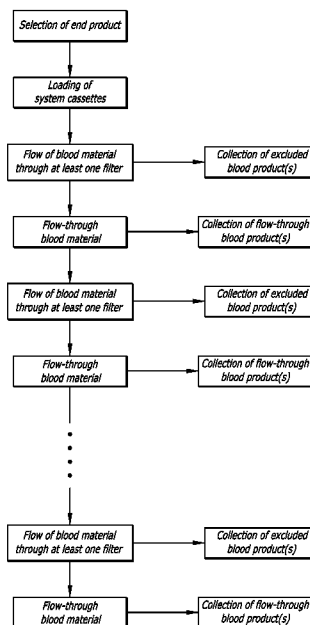 Selection of end product
Loading of
system cassettes
Flow of blood material
through at least one filter
Collection of excluded
blood product(s)
Flow-through
blood material
Collection of flow-through
blood product(s)
Flow of blood material
through at least one filter
Collection of excluded
blood product(s)
Flow-through
blood material
Collection of flow-through
blood product(s)
Flow of blood material
through at least one filter
Collection of excluded
blood product(s)
Flow-through
blood material
Collection of flow-through
blood product(s)